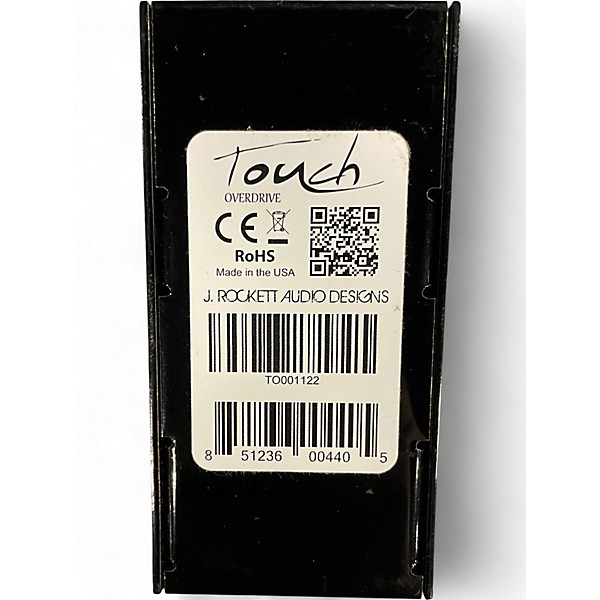 Touch
OVERDRIVE
CE
RoHS
Made in the USA
J. ROCKETT AUDIO DESIGNS
TO001122
8 51236 00440 5